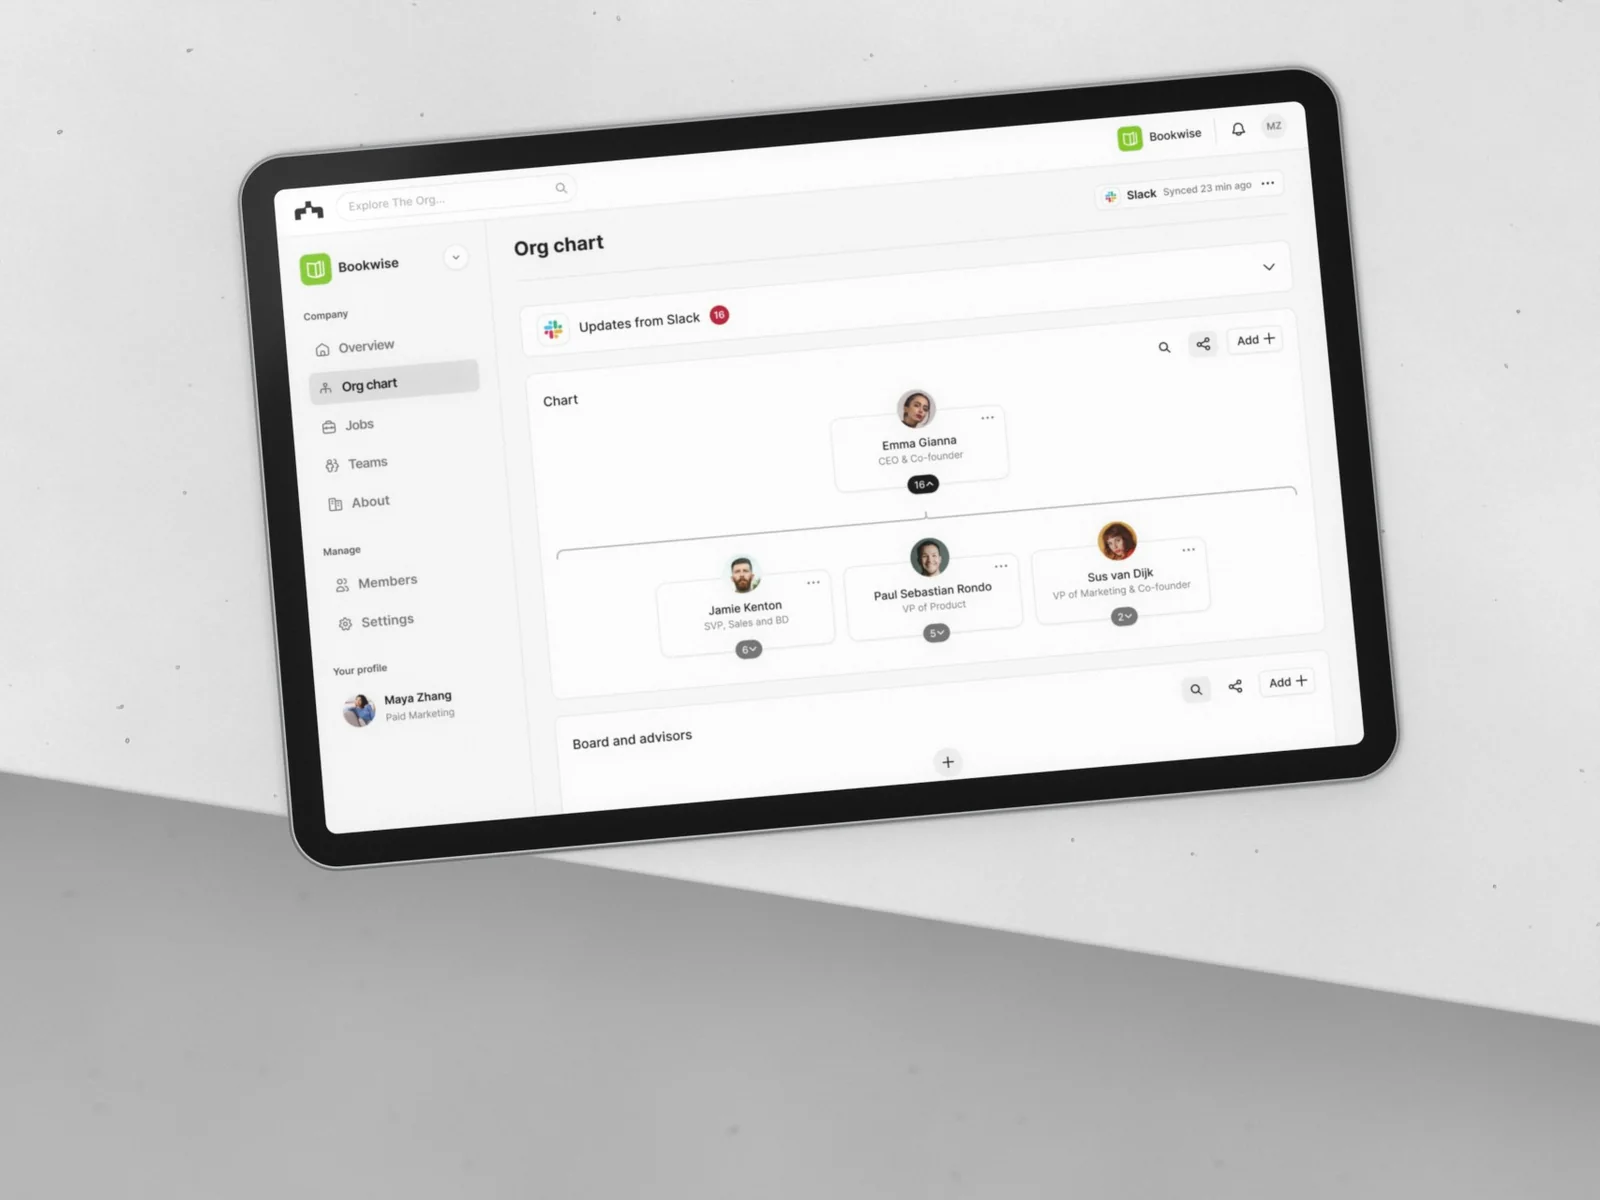 Bookwise
MZ
Explore The Org...
Slack Synced 23 min ago
Bookwise
Org chart
Company
Updates from Slack 16
Overview
Org chart
Add
Chart
Jobs
Emma Gianna
CEO & Co-founder
Teams
16
About
Manage
Members
Jamie Kenton
SVP, Sales and BD
6
Paul Sebastian Rondo
VP of Product
5
Sus van Dijk
VP of Marketing & Co-founder
2
Settings
Your profile
Maya Zhang
Paid Marketing
Add
Board and advisors